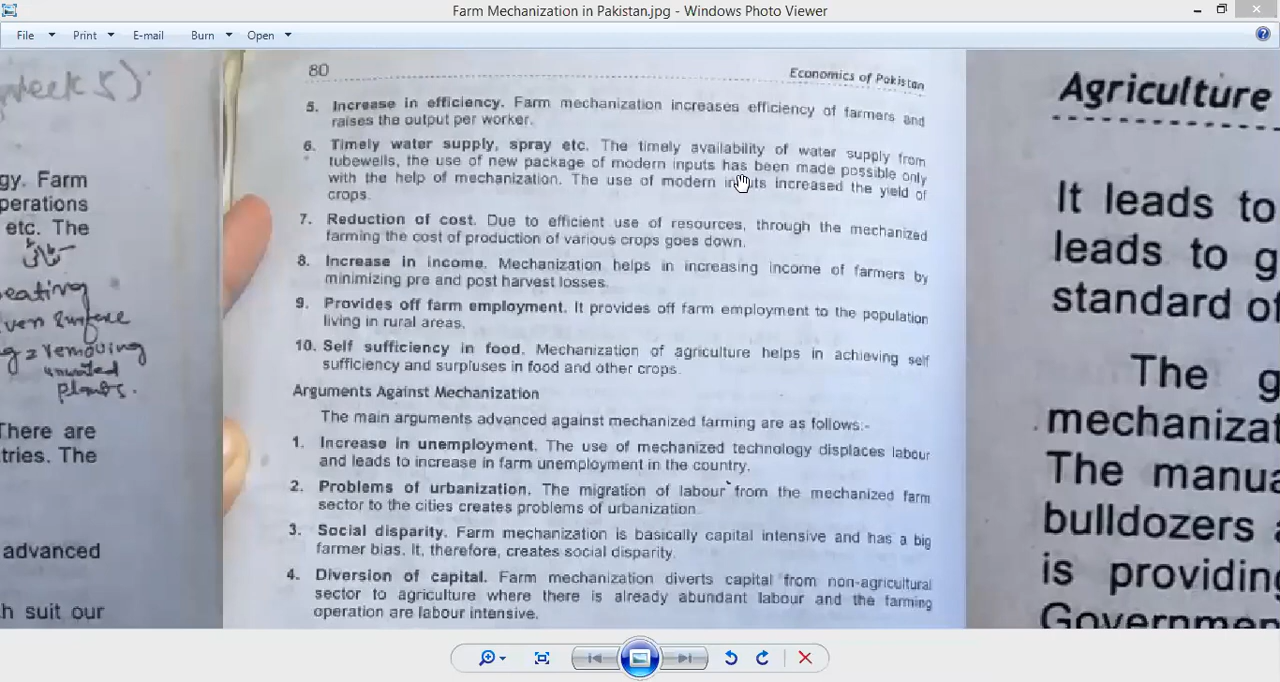 Farm Mechanization in Pakistan.jpg - Windows Photo Viewer
File Print E-mail Burn Open
week 5)
gy. Farm
perations
etc. The
eating
ven surface
g = removing
unwanted
plants.
There are
tries. The
advanced
h suit our
80 Economics of Pakistan
5. Increase in efficiency. Farm mechanization increases efficiency of farmers and
raises the output per worker.
6. Timely water supply, spray etc. The timely availability of water supply from
tubewells, the use of new package of modern inputs has been made possible only
with the help of mechanization. The use of modern inputs increased the yield of
crops.
7. Reduction of cost. Due to efficient use of resources, through the mechanized
farming the cost of production of various crops goes down.
8. Increase in income. Mechanization helps in increasing income of farmers by
minimizing pre and post harvest losses.
9. Provides off farm employment. It provides off farm employment to the population
living in rural areas.
10. Self sufficiency in food. Mechanization of agriculture helps in achieving self
sufficiency and surpluses in food and other crops.
Arguments Against Mechanization
The main arguments advanced against mechanized farming are as follows:-
1. Increase in unemployment. The use of mechanized technology displaces labour
and leads to increase in farm unemployment in the country.
2. Problems of urbanization. The migration of labour from the mechanized farm
sector to the cities creates problems of urbanization.
3. Social disparity. Farm mechanization is basically capital intensive and has a big
farmer bias. It, therefore, creates social disparity.
4. Diversion of capital. Farm mechanization diverts capital from non-agricultural
sector to agriculture where there is already abundant labour and the farming
operation are labour intensive.
Agriculture
It leads to
leads to g
standard of
The g
mechanizat
The manua
bulldozers a
is providing
Governmen